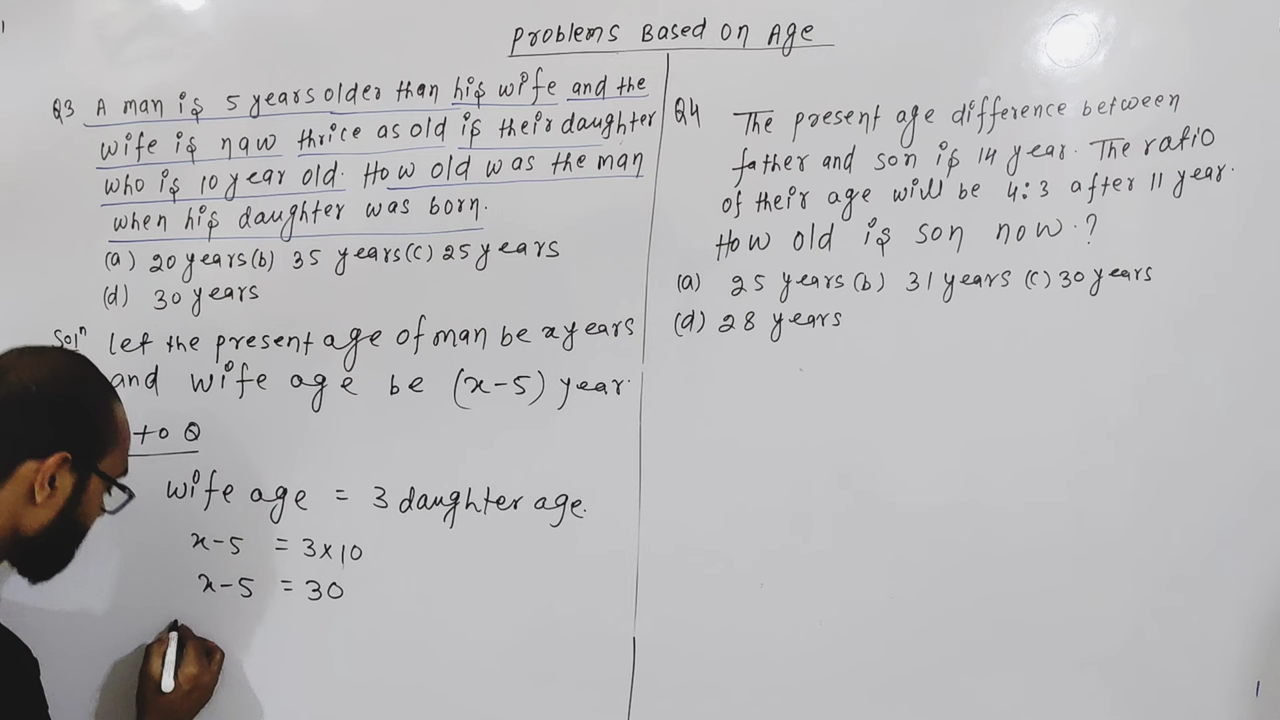 Problems Based On Age
Q3 A man is 5 years older than his wife and the
wife is naw thrice as old is their daughter
who is 10 year old. How old was the man
when his daughter was born.
(a) 20 years (b) 35 years (c) 25 years
(d) 30 years
Solⁿ Let the present age of man be x years
and wife age be (x-5) year.
to Q
wife age = 3 daughter age.
x-5 = 3×10
x-5 = 30
Q4 The present age difference between
father and son is 14 year. The ratio
of their age will be 4:3 after 11 year.
How old is son now.?
(a) 25 years (b) 31 years (c) 30 years
(d) 28 years